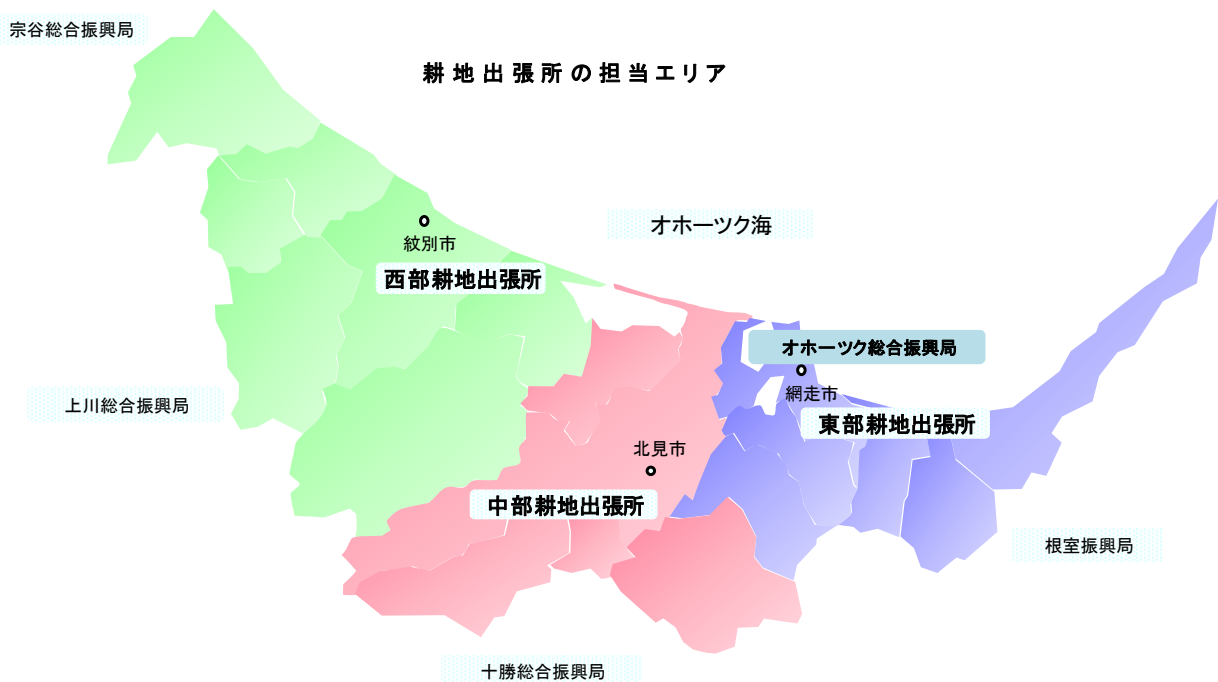 宗谷総合振興局
耕地出張所の担当エリア
オホーツク海
紋別市
西部耕地出張所
オホーツク総合振興局
網走市
上川総合振興局
東部耕地出張所
北見市
中部耕地出張所
根室振興局
十勝総合振興局